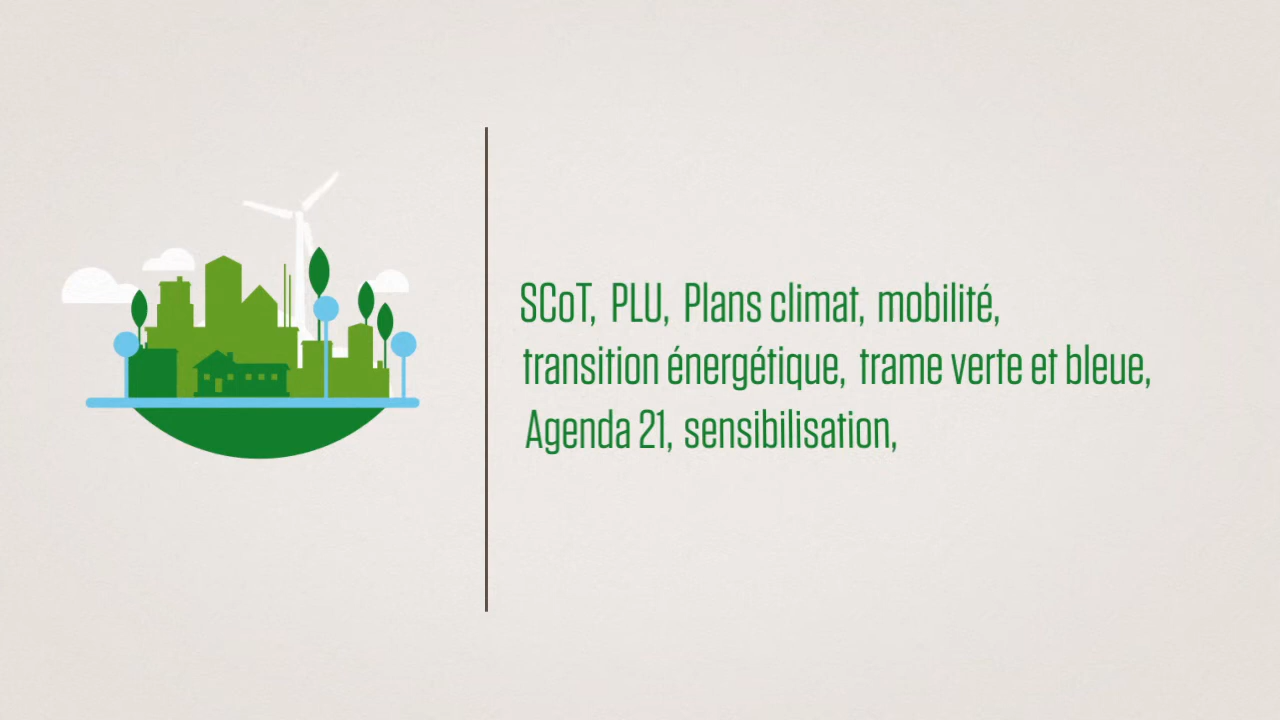 SCoT, PLU, Plans climat, mobilité,
transition énergétique, trame verte et bleue,
Agenda 21, sensibilisation,